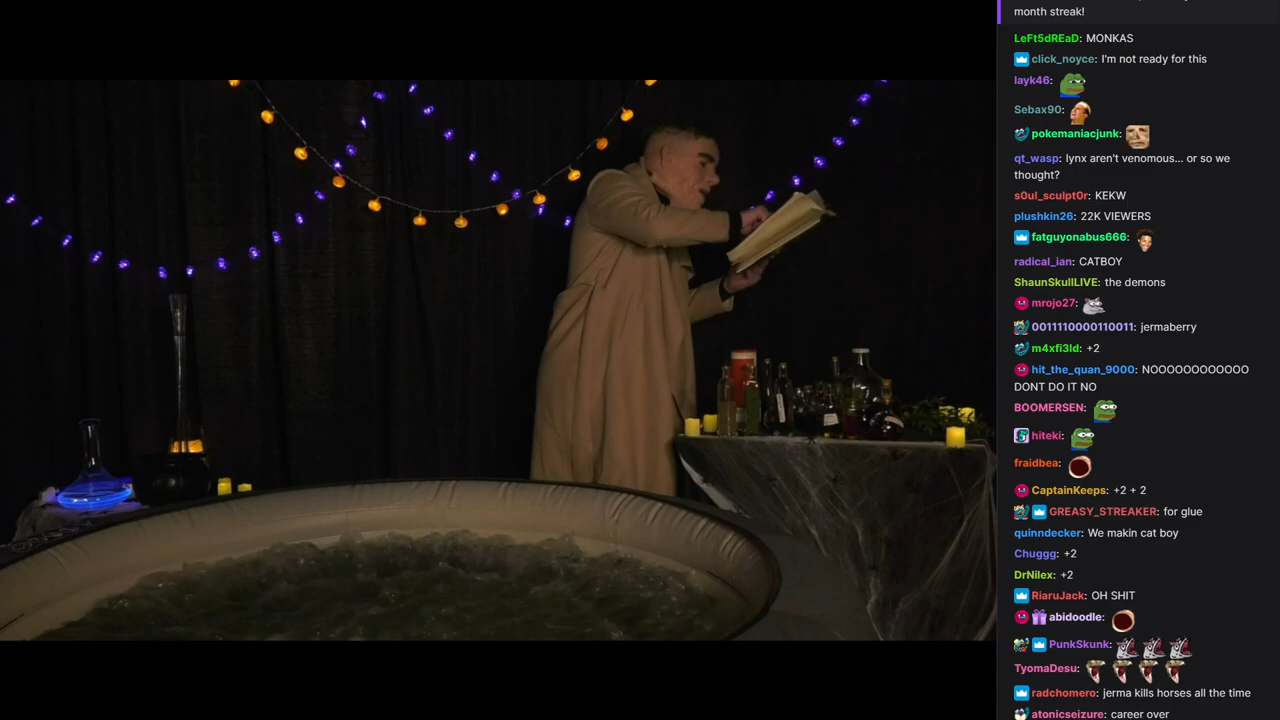 month streak!
LeFt5dREaD: MONKAS
click_noyce: I'm not ready for this
layk46:
Sebax90:
pokemaniacjunk:
qt_wasp: lynx aren't venomous... or so we
thought?
s0ul_sculpt0r: KEKW
plushkin26: 22K VIEWERS
fatguyonabus666:
radical_ian: CATBOY
ShaunSkullLIVE: the demons
mrojo27:
0011110000110011: jermaberry
m4xfi3ld: +2
hit_the_quan_9000: NOOOOOOOOOOOO
DONT DO IT NO
BOOMERSEN:
hiteki:
fraidbea:
CaptainKeeps: +2 + 2
GREASY_STREAKER: for glue
quinndecker: We makin cat boy
Chuggg: +2
DrNilex: +2
RiaruJack: OH SHIT
abidoodle:
PunkSkunk:
TyomaDesu:
radchomero: jerma kills horses all the time
atonicseizure: career over